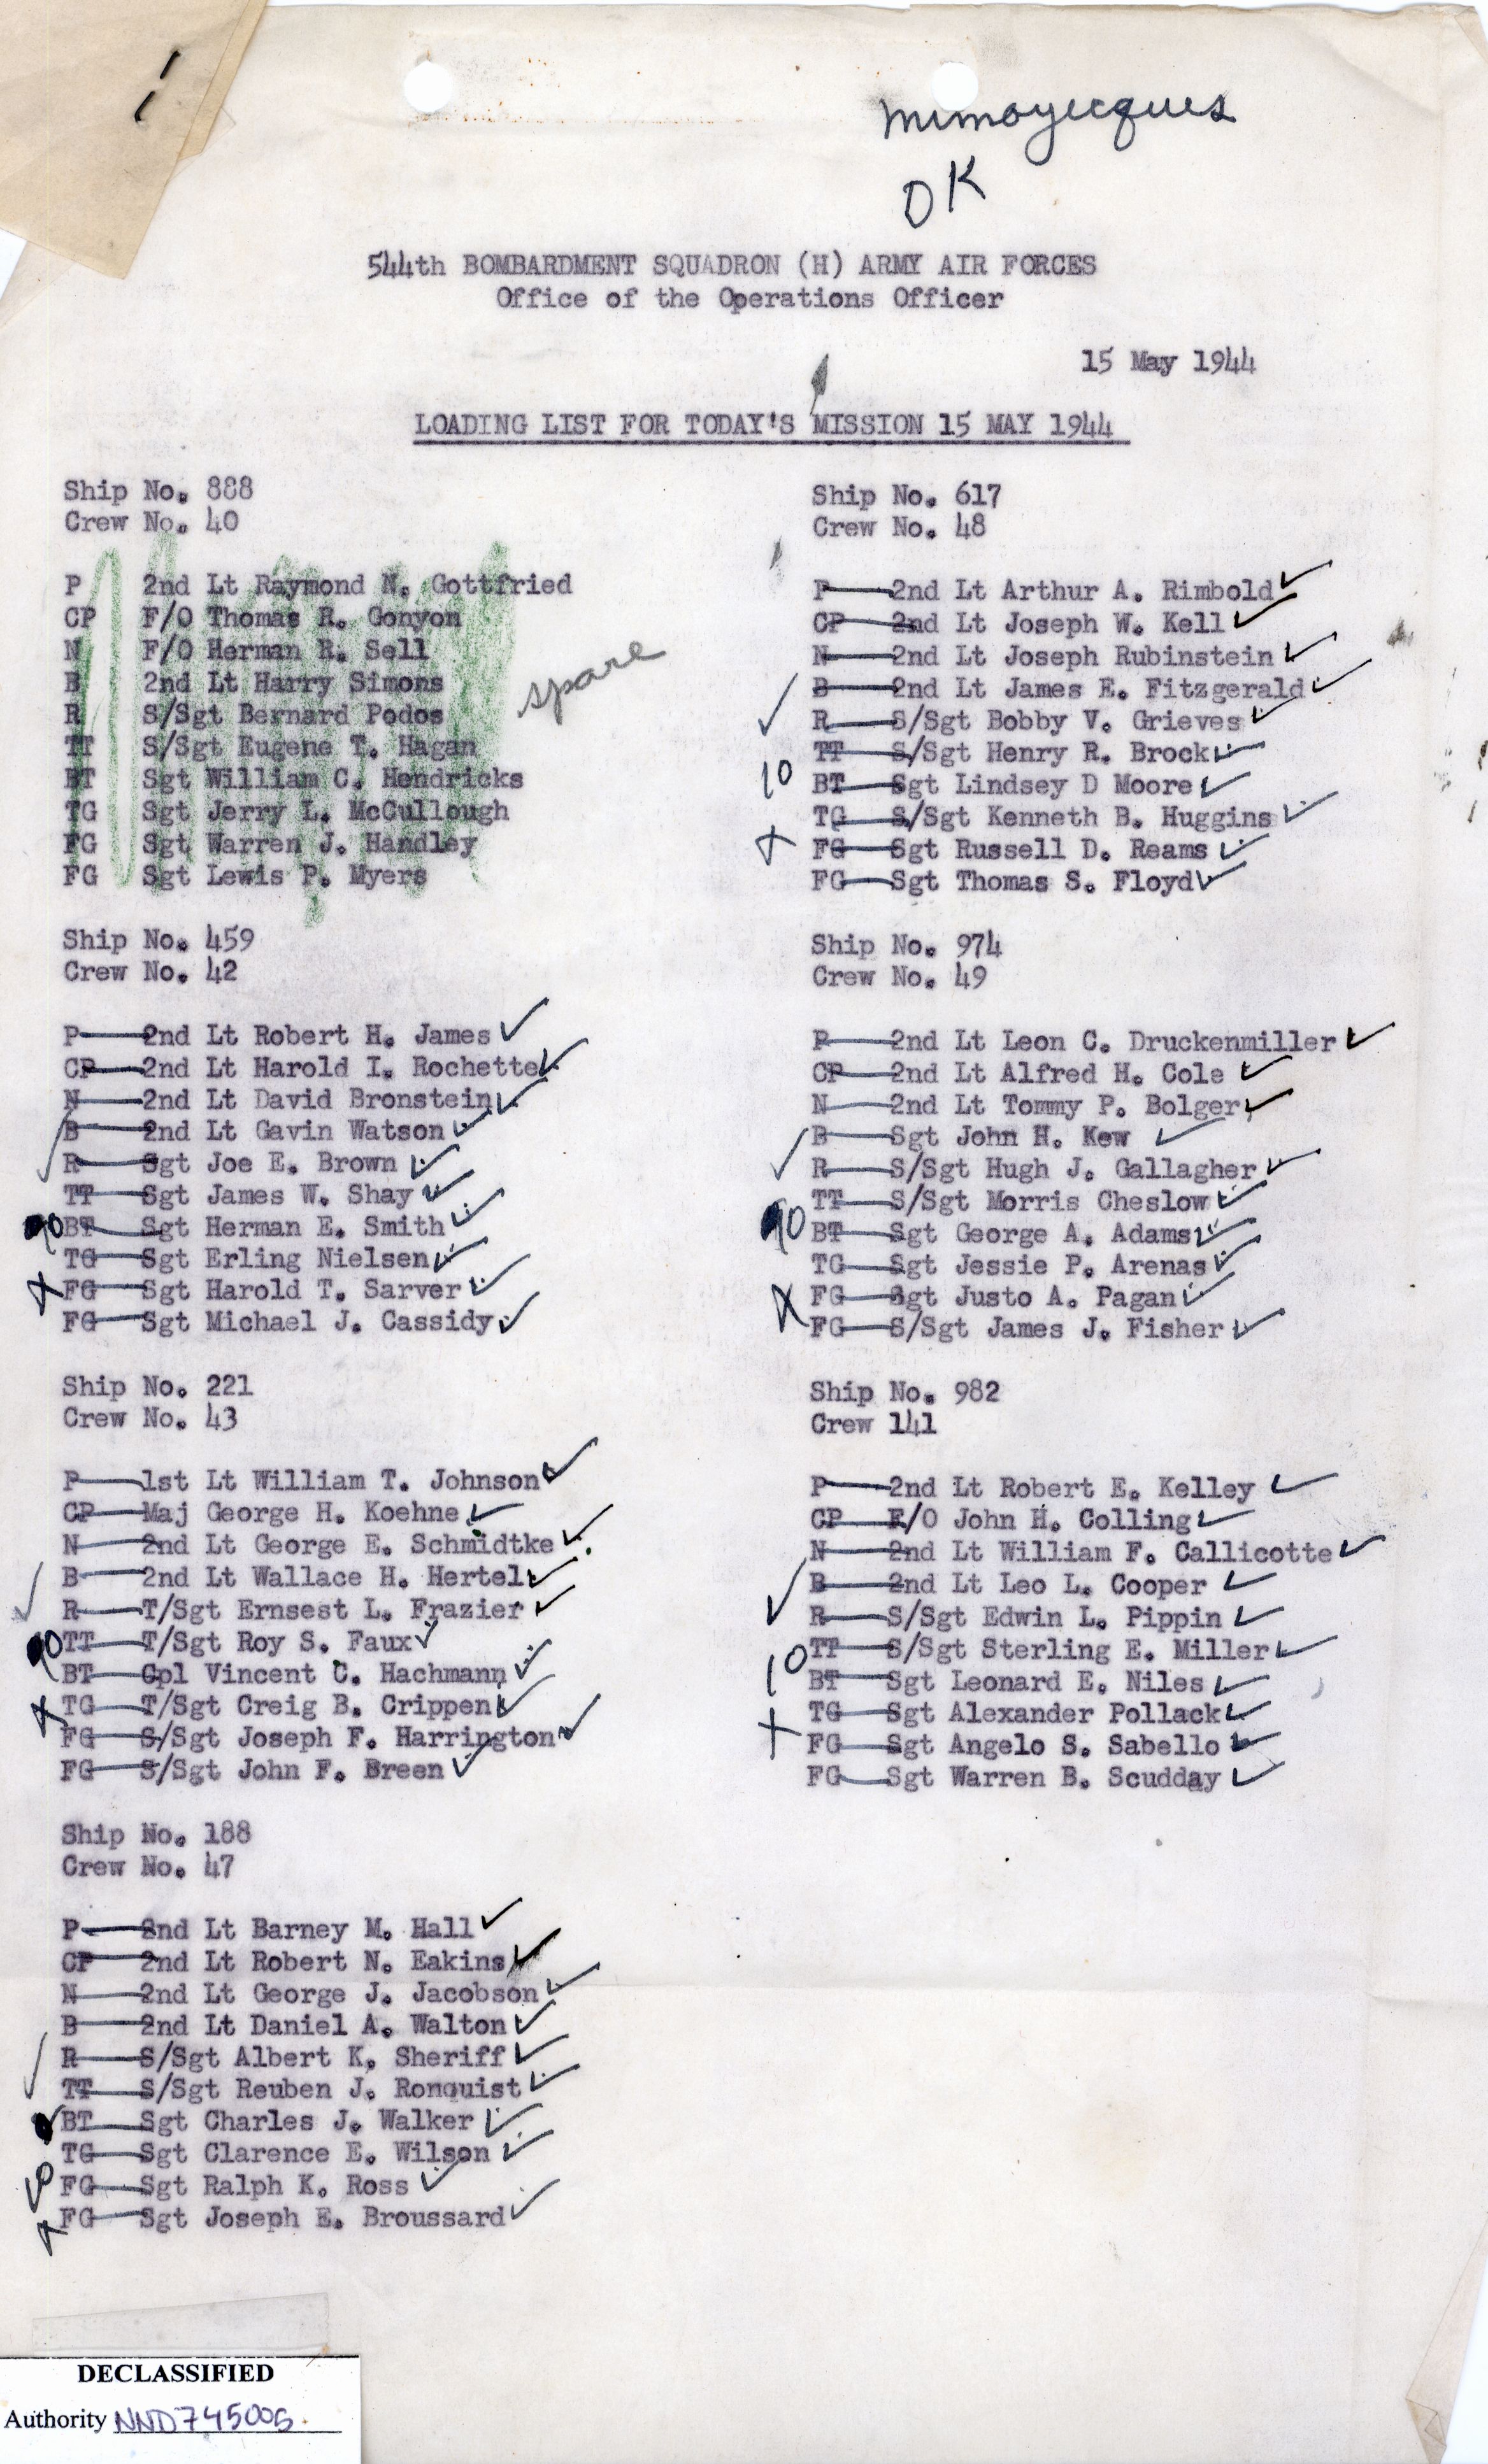 mimoyecques
OK
544th BOMBARDMENT SQUADRON (H) ARMY AIR FORCES
Office of the Operations Officer
15 May 1944
LOADING LIST FOR TODAY'S MISSION 15 MAY 1944
Ship No. 888
Crew No. 40
P 2nd Lt Raymond N. Gottfried
CP F/O Thomas R. Gonyon
N F/O Herman R. Sell
B 2nd Lt Harry Simons
R S/Sgt Bernard Podos
TT S/Sgt Eugene T. Hagan
BT Sgt William C. Hendricks
TG Sgt Jerry L. McCullough
FG Sgt Warren J. Handley
FG Sgt Lewis P. Myers
spare
Ship No. 459
Crew No. 42
P 2nd Lt Robert H. James ✓
CP 2nd Lt Harold I. Rochette ✓
N 2nd Lt David Bronstein ✓
B 2nd Lt Gavin Watson ✓
✓ R Sgt Joe E. Brown ✓
TT Sgt James W. Shay ✓
10 BT Sgt Herman E. Smith ✓
TG Sgt Erling Nielsen ✓
X FG Sgt Harold T. Sarver ✓
FG Sgt Michael J. Cassidy ✓
Ship No. 221
Crew No. 43
P 1st Lt William T. Johnson ✓
CP Maj George H. Koehne ✓
N 2nd Lt George E. Schmidtke ✓
B 2nd Lt Wallace H. Hertel ✓
✓ R T/Sgt Ernsest L. Frazier ✓
10 TT T/Sgt Roy S. Faux ✓
BT Cpl Vincent C. Hachmann ✓
X TG T/Sgt Creig B. Crippen ✓
FG S/Sgt Joseph F. Harrington ✓
FG S/Sgt John F. Breen ✓
Ship No. 188
Crew No. 47
P 2nd Lt Barney M. Hall ✓
CP 2nd Lt Robert N. Eakins ✓
N 2nd Lt George J. Jacobson ✓
B 2nd Lt Daniel A. Walton ✓
✓ R S/Sgt Albert K. Sheriff ✓
TT S/Sgt Reuben J. Ronquist ✓
BT Sgt Charles J. Walker ✓
TG Sgt Clarence E. Wilson ✓
10 FG Sgt Ralph K. Ross ✓
X FG Sgt Joseph E. Broussard ✓
Ship No. 617
Crew No. 48
P 2nd Lt Arthur A. Rimbold ✓
CP 2nd Lt Joseph W. Kell ✓
N 2nd Lt Joseph Rubinstein ✓
B 2nd Lt James E. Fitzgerald ✓
✓ R S/Sgt Bobby V. Grieves ✓
TT S/Sgt Henry R. Brock ✓
10 BT Sgt Lindsey D Moore ✓
TG S/Sgt Kenneth B. Huggins ✓
X FG Sgt Russell D. Reams ✓
FG Sgt Thomas S. Floyd ✓
Ship No. 974
Crew No. 49
P 2nd Lt Leon C. Druckenmiller ✓
CP 2nd Lt Alfred H. Cole ✓
N 2nd Lt Tommy P. Bolger ✓
✓ B Sgt John H. Kew ✓
R S/Sgt Hugh J. Gallagher ✓
TT S/Sgt Morris Cheslow ✓
10 BT Sgt George A. Adams ✓
TG Sgt Jessie P. Arenas ✓
X FG Sgt Justo A. Pagan ✓
FG S/Sgt James J. Fisher ✓
Ship No. 982
Crew 141
P 2nd Lt Robert E. Kelley ✓
CP F/O John H. Colling ✓
N 2nd Lt William F. Callicotte ✓
✓ B 2nd Lt Leo L. Cooper ✓
R S/Sgt Edwin L. Pippin ✓
10 TT S/Sgt Sterling E. Miller ✓
BT Sgt Leonard E. Niles ✓
X TG Sgt Alexander Pollack ✓
FG Sgt Angelo S. Sabello ✓
FG Sgt Warren B. Scudday ✓
DECLASSIFIED
Authority NND745005